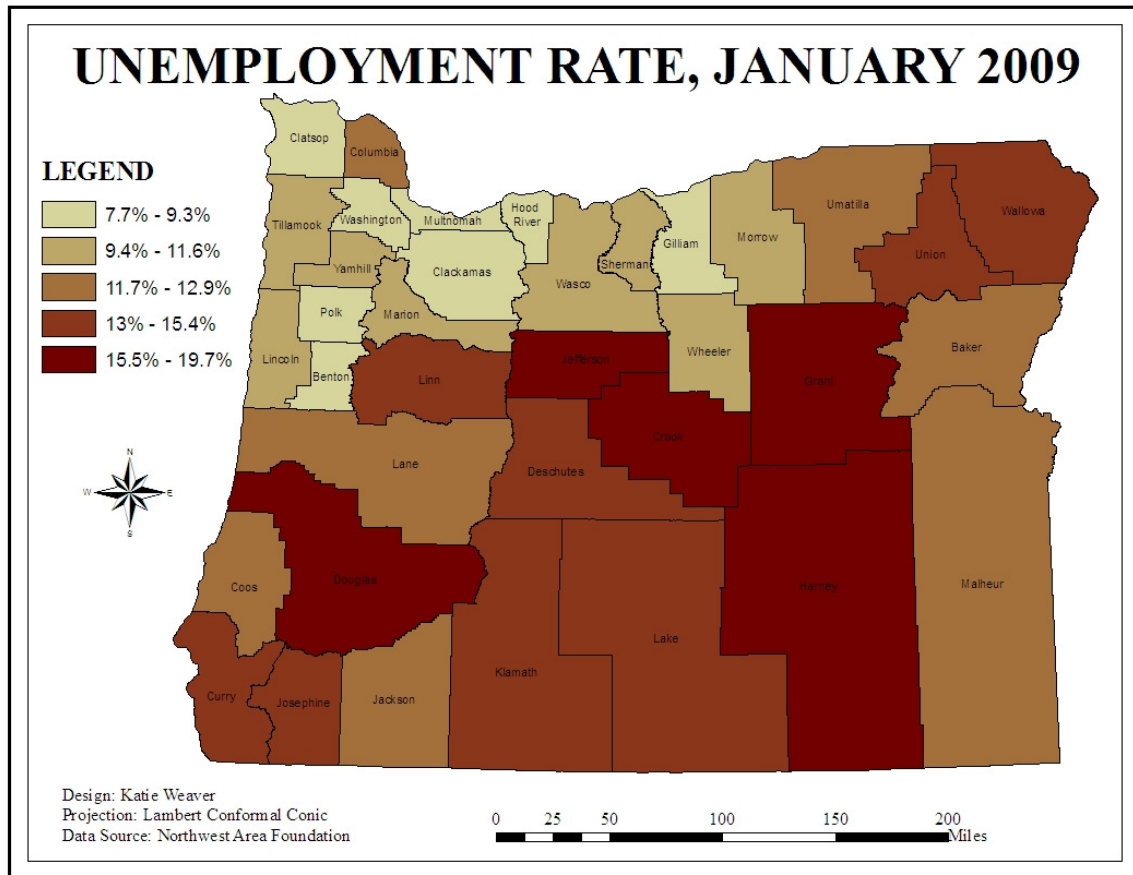 UNEMPLOYMENT RATE, JANUARY 2009
LEGEND
7.7% - 9.3%
9.4% - 11.6%
11.7% - 12.9%
13% - 15.4%
15.5% - 19.7%
Clatsop
Columbia
Tillamook
Washington
Multnomah
Hood
River
Clackamas
Yamhill
Polk
Marion
Lincoln
Benton
Linn
Wasco
Sherman
Gilliam
Morrow
Umatilla
Union
Wallowa
Wheeler
Jefferson
Grant
Baker
Crook
Deschutes
Lane
Douglas
Coos
Curry
Josephine
Jackson
Klamath
Lake
Harney
Malheur
N
W
E
S
Design: Katie Weaver
Projection: Lambert Conformal Conic
Data Source: Northwest Area Foundation
0 25 50 100 150 200
Miles